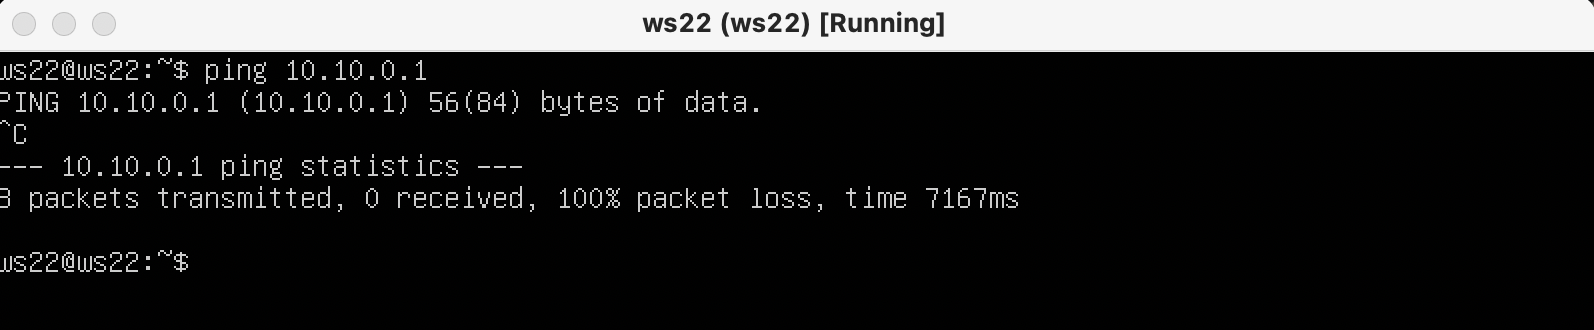 ws22 (ws22) [Running]
ws22@ws22:~$ ping 10.10.0.1
PING 10.10.0.1 (10.10.0.1) 56(84) bytes of data.
^C
--- 10.10.0.1 ping statistics ---
8 packets transmitted, 0 received, 100% packet loss, time 7167ms
ws22@ws22:~$